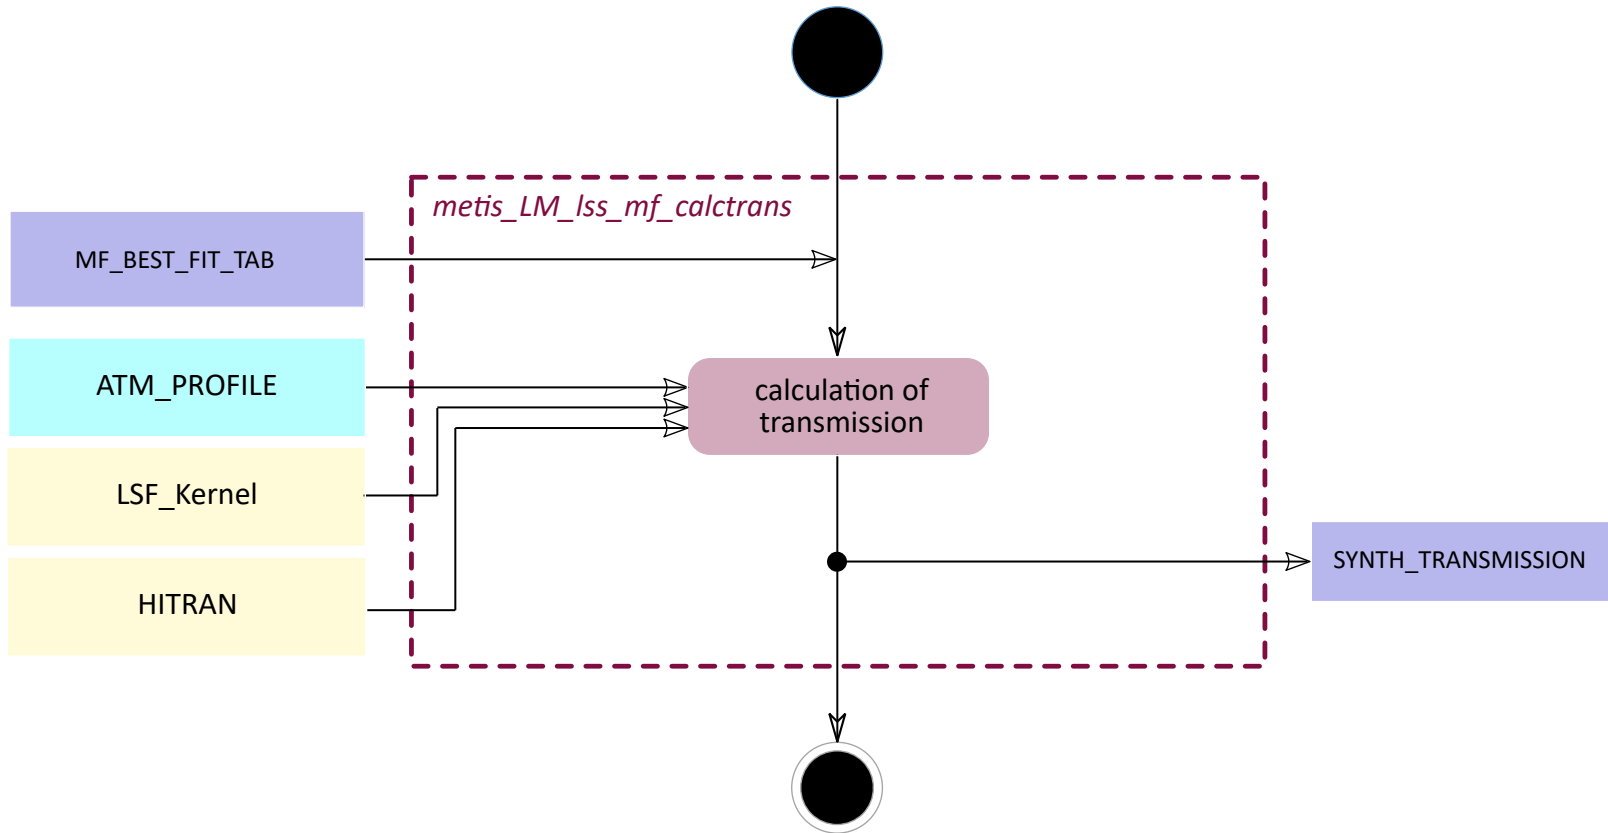 metis_LM_lss_mf_calctrans
MF_BEST_FIT_TAB
ATM_PROFILE
calculation of
transmission
LSF_Kernel
SYNTH_TRANSMISSION
HITRAN